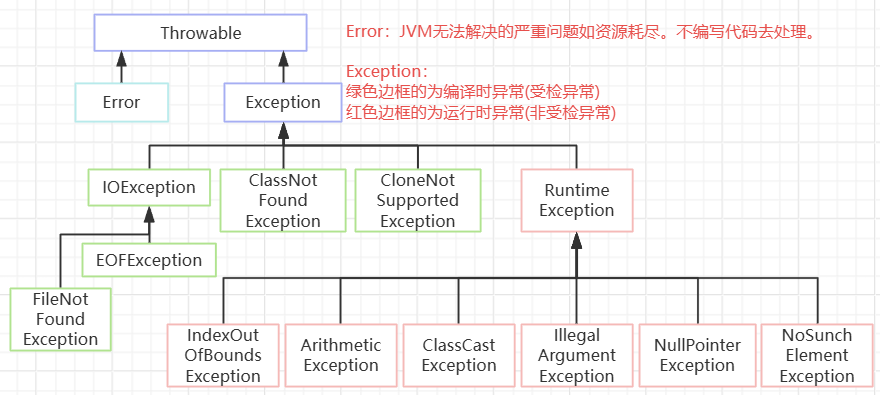 Throwable
Error：JVM无法解决的严重问题如资源耗尽。不编写代码去处理。
Error
Exception
Exception：
绿色边框的为编译时异常(受检异常)
红色边框的为运行时异常(非受检异常)
IOException
ClassNot
Found
Exception
CloneNot
Supported
Exception
Runtime
Exception
EOFException
FileNot
Found
Exception
IndexOut
OfBounds
Exception
Arithmetic
Exception
ClassCast
Exception
Illegal
Argument
Exception
NullPointer
Exception
NoSunch
Element
Exception